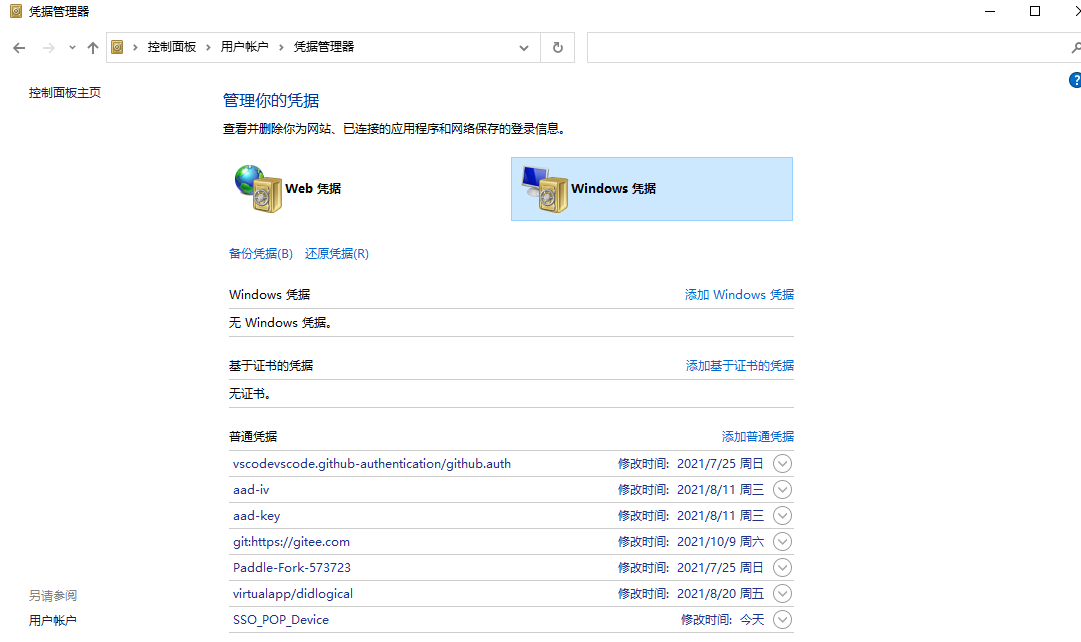 凭据管理器
控制面板 › 用户帐户 › 凭据管理器
控制面板主页
管理你的凭据
查看并删除你为网站、已连接的应用程序和网络保存的登录信息。
Web 凭据 Windows 凭据
备份凭据(B) 还原凭据(R)
Windows 凭据 添加 Windows 凭据
无 Windows 凭据。
基于证书的凭据 添加基于证书的凭据
无证书。
普通凭据 添加普通凭据
vscodevscode.github-authentication/github.auth 修改时间: 2021/7/25 周日
aad-iv 修改时间: 2021/8/11 周三
aad-key 修改时间: 2021/8/11 周三
git:https://gitee.com 修改时间: 2021/10/9 周六
Paddle-Fork-573723 修改时间: 2021/7/25 周日
virtualapp/didlogical 修改时间: 2021/8/20 周五
SSO_POP_Device 修改时间: 今天
另请参阅
用户帐户